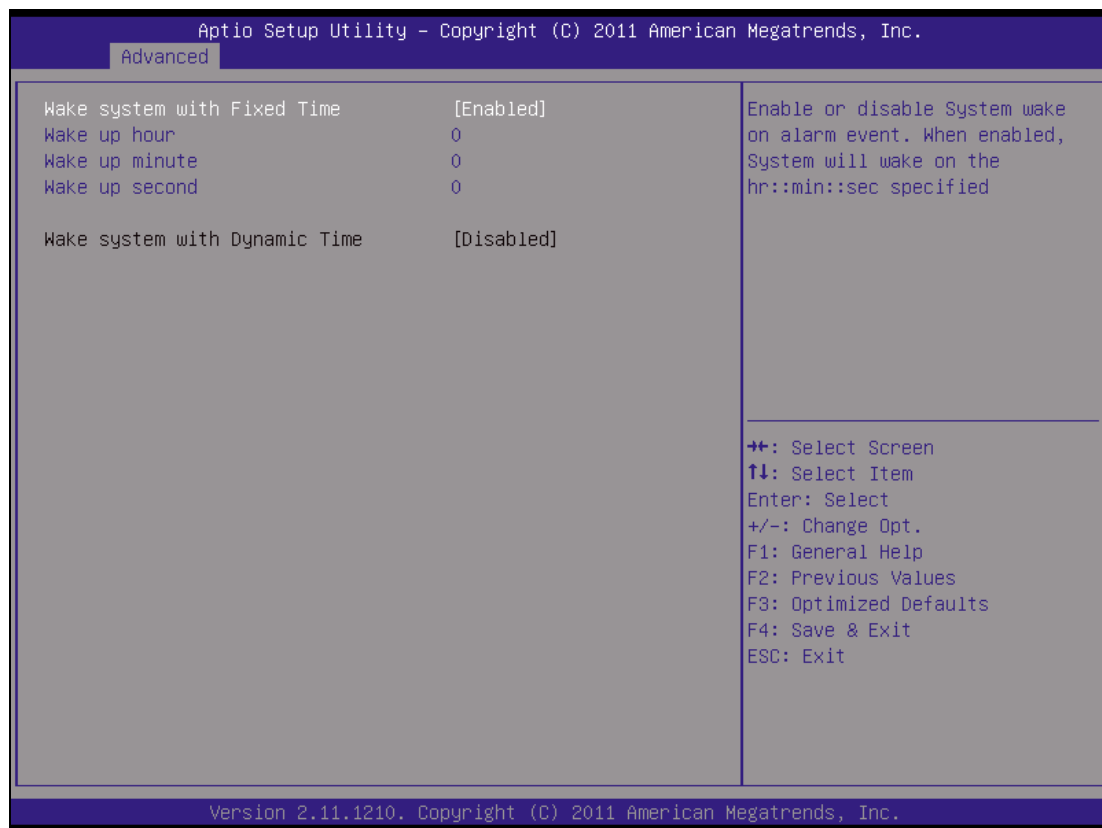 Aptio Setup Utility – Copyright (C) 2011 American Megatrends, Inc.
Advanced
Wake system with Fixed Time [Enabled]
Wake up hour 0
Wake up minute 0
Wake up second 0
Wake system with Dynamic Time [Disabled]
Enable or disable System wake
on alarm event. When enabled,
System will wake on the
hr::min::sec specified
→←: Select Screen
↑↓: Select Item
Enter: Select
+/-: Change Opt.
F1: General Help
F2: Previous Values
F3: Optimized Defaults
F4: Save & Exit
ESC: Exit
Version 2.11.1210. Copyright (C) 2011 American Megatrends, Inc.